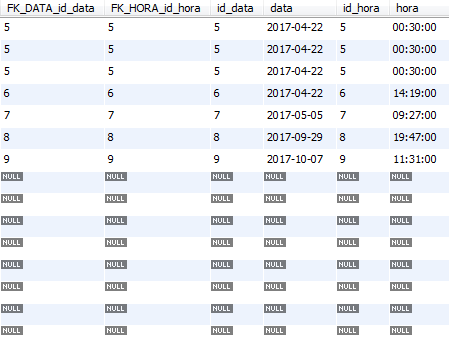 FK_DATA_id_data FK_HORA_id_hora id_data data id_hora hora
5 5 5 2017-04-22 5 00:30:00
5 5 5 2017-04-22 5 00:30:00
5 5 5 2017-04-22 5 00:30:00
6 6 6 2017-04-22 6 14:19:00
7 7 7 2017-05-05 7 09:27:00
8 8 8 2017-09-29 8 19:47:00
9 9 9 2017-10-07 9 11:31:00
NULL NULL NULL NULL NULL NULL
NULL NULL NULL NULL NULL NULL
NULL NULL NULL NULL NULL NULL
NULL NULL NULL NULL NULL NULL
NULL NULL NULL NULL NULL NULL
NULL NULL NULL NULL NULL NULL
NULL NULL NULL NULL NULL NULL
NULL NULL NULL NULL NULL NULL